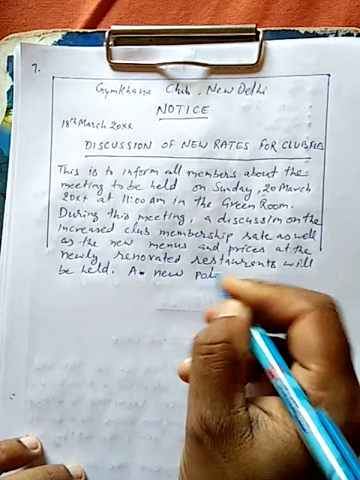 7.
Gymkhana Club, New Delhi
NOTICE
18th March 20xx
DISCUSSION OF NEW RATES FOR CLUB FEES
This is to inform all members about the
meeting to be held on Sunday, 20 March
20xx at 11:00 am in the Green Room.
During this meeting, a discussion on the
increased club membership rate as well
as the new menus and prices at the
newly renovated restaurants will
be held. A new pol